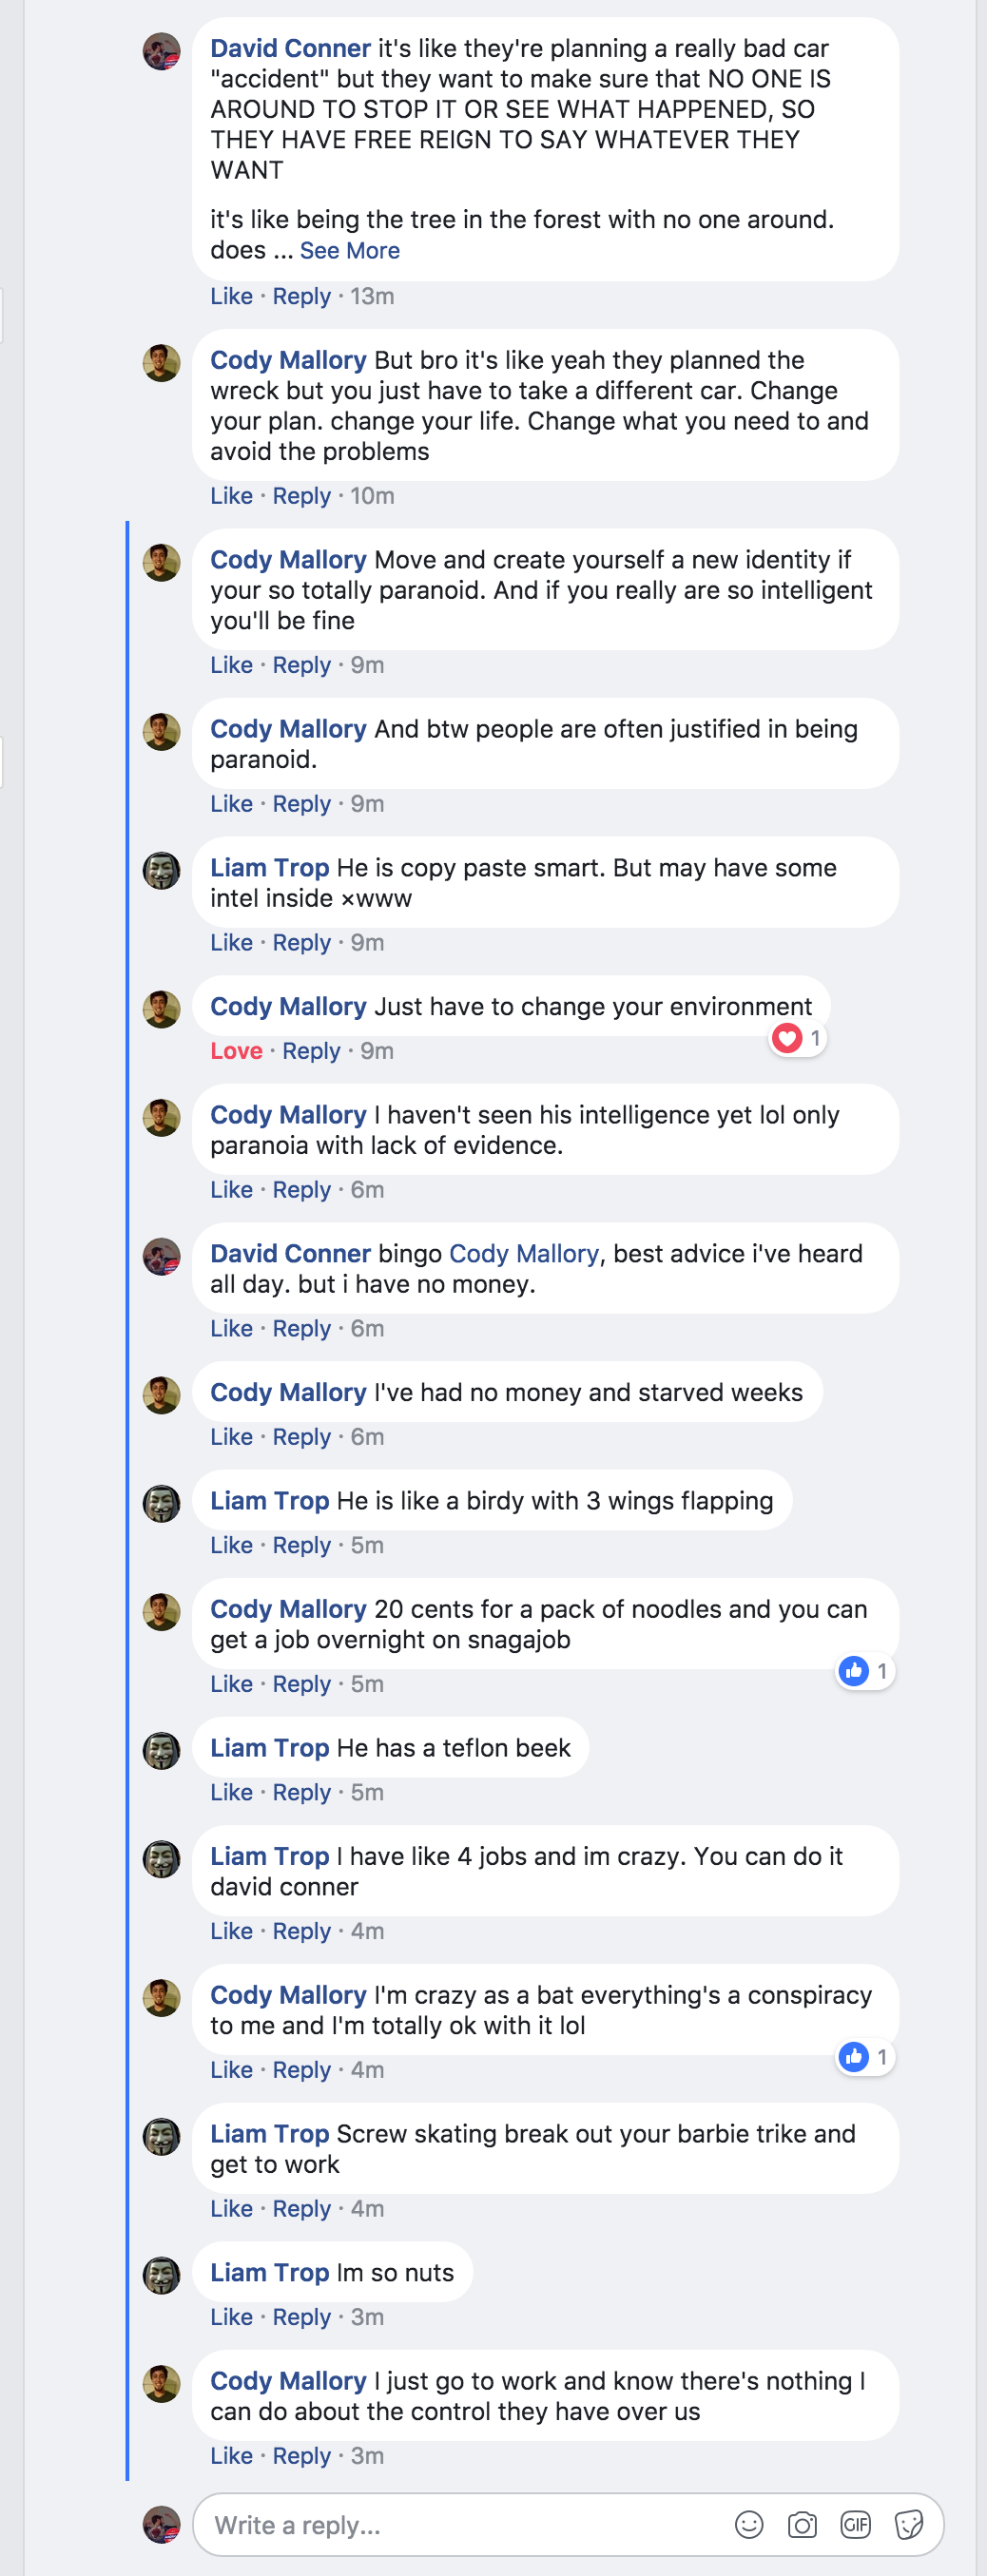 David Conner it's like they're planning a really bad car
"accident" but they want to make sure that NO ONE IS
AROUND TO STOP IT OR SEE WHAT HAPPENED, SO
THEY HAVE FREE REIGN TO SAY WHATEVER THEY
WANT
it's like being the tree in the forest with no one around.
does ... See More
Like · Reply · 13m
Cody Mallory But bro it's like yeah they planned the
wreck but you just have to take a different car. Change
your plan. change your life. Change what you need to and
avoid the problems
Like · Reply · 10m
Cody Mallory Move and create yourself a new identity if
your so totally paranoid. And if you really are so intelligent
you'll be fine
Like · Reply · 9m
Cody Mallory And btw people are often justified in being
paranoid.
Like · Reply · 9m
Liam Trop He is copy paste smart. But may have some
intel inside ×www
Like · Reply · 9m
Cody Mallory Just have to change your environment
Love · Reply · 9m
1
Cody Mallory I haven't seen his intelligence yet lol only
paranoia with lack of evidence.
Like · Reply · 6m
David Conner bingo Cody Mallory, best advice i've heard
all day. but i have no money.
Like · Reply · 6m
Cody Mallory I've had no money and starved weeks
Like · Reply · 6m
Liam Trop He is like a birdy with 3 wings flapping
Like · Reply · 5m
Cody Mallory 20 cents for a pack of noodles and you can
get a job overnight on snagajob
1
Like · Reply · 5m
Liam Trop He has a teflon beek
Like · Reply · 5m
Liam Trop I have like 4 jobs and im crazy. You can do it
david conner
Like · Reply · 4m
Cody Mallory I'm crazy as a bat everything's a conspiracy
to me and I'm totally ok with it lol
1
Like · Reply · 4m
Liam Trop Screw skating break out your barbie trike and
get to work
Like · Reply · 4m
Liam Trop Im so nuts
Like · Reply · 3m
Cody Mallory I just go to work and know there's nothing I
can do about the control they have over us
Like · Reply · 3m
Write a reply...
GIF